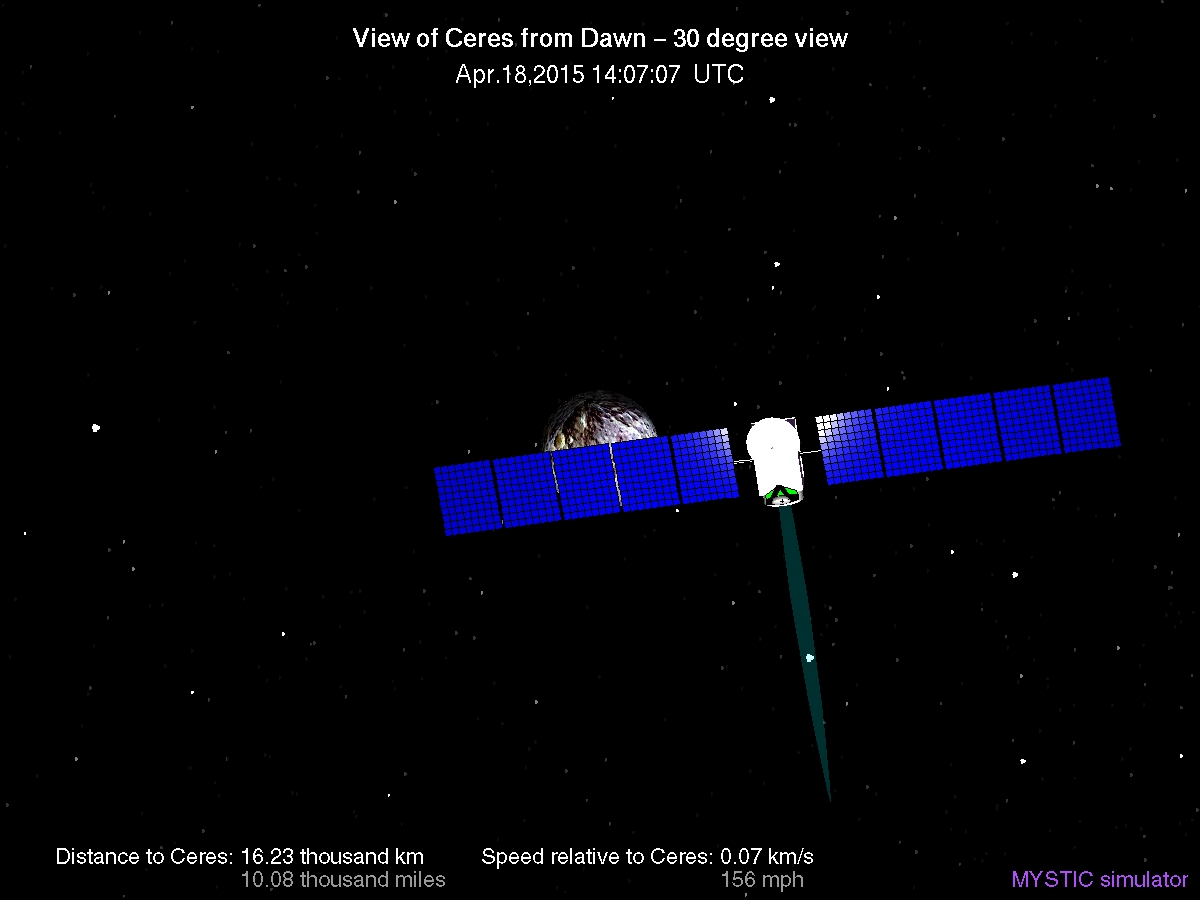 View of Ceres from Dawn – 30 degree view
Apr.18,2015 14:07:07 UTC
Distance to Ceres: 16.23 thousand km
10.08 thousand miles
Speed relative to Ceres: 0.07 km/s
156 mph
MYSTIC simulator